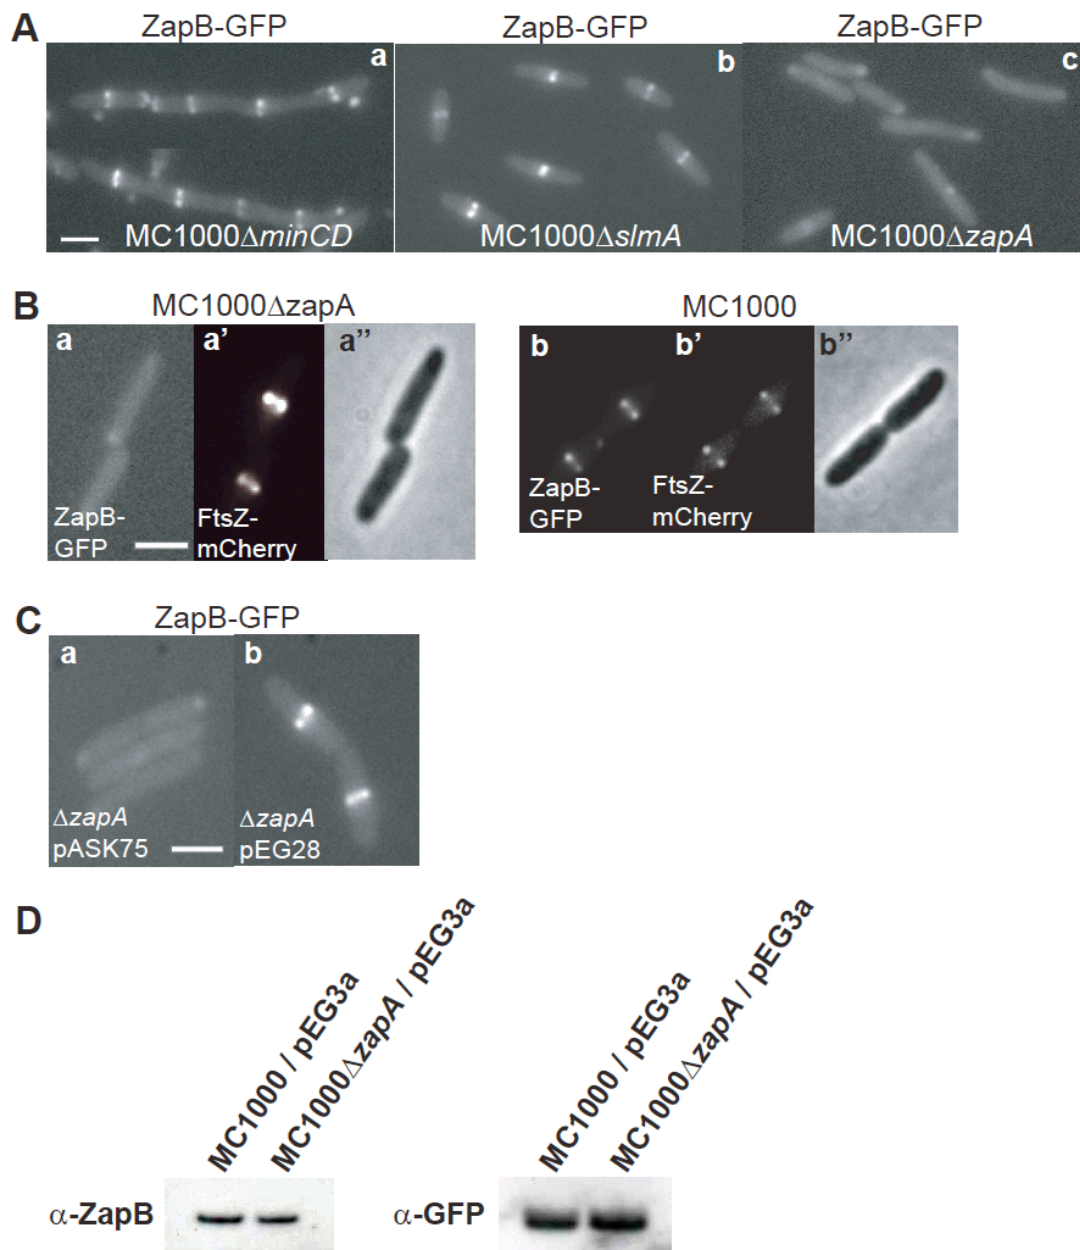 A
ZapB-GFP ZapB-GFP ZapB-GFP
a b c
MC1000ΔminCD MC1000ΔslmA MC1000ΔzapA
B
MC1000ΔzapA MC1000
a a’ a’’ b b’ b’’
ZapB-GFP FtsZ-mCherry ZapB-GFP FtsZ-mCherry
C
ZapB-GFP
a b
ΔzapA ΔzapA
pASK75 pEG28
D
MC1000 / pEG3a
MC1000ΔzapA / pEG3a
MC1000 / pEG3a
MC1000ΔzapA / pEG3a
α-ZapB α-GFP